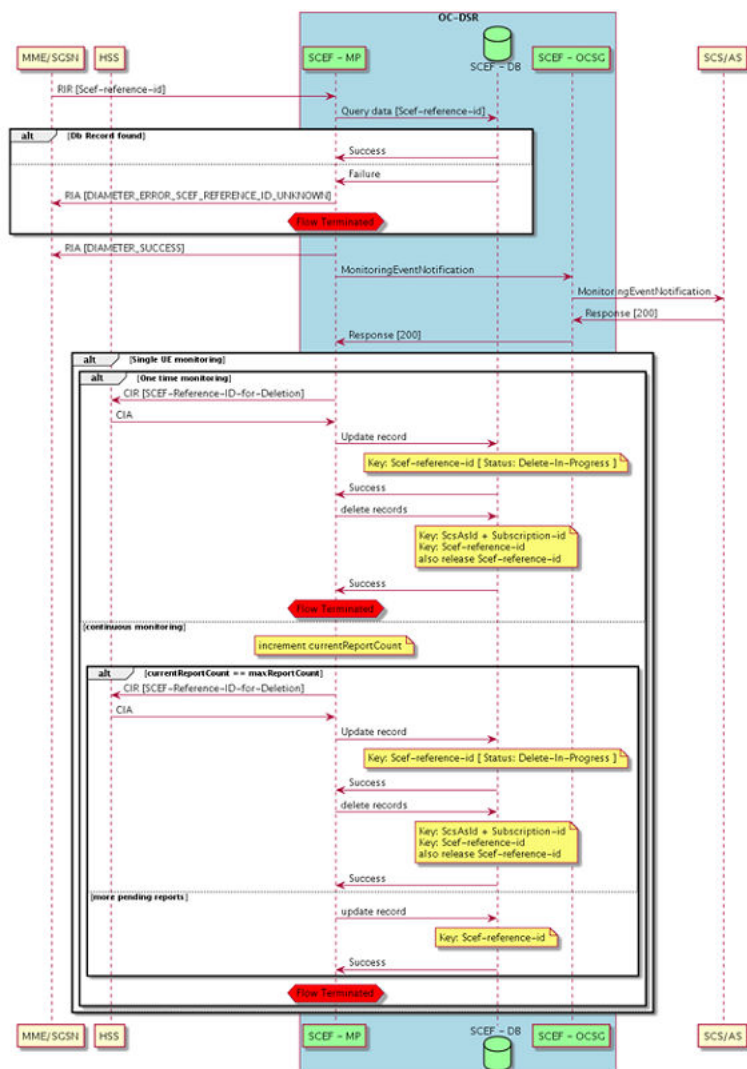 OC-DSR
MME/SGSN
HSS
SCEF - MP
SCEF - DB
SCEF - OCSG
SCS/AS
RIR [Scef-reference-id]
Query data [Scef-reference-id]
alt [Db Record found]
Success
Failure
RIA [DIAMETER_ERROR_SCEF_REFERENCE_ID_UNKNOWN]
Flow Terminated
RIA [DIAMETER_SUCCESS]
MonitoringEventNotification
MonitoringEventNotification
Response [200]
Response [200]
alt [Single UE monitoring]
alt [One time monitoring]
CIR [SCEF-Reference-ID-for-Deletion]
CIA
Update record
Key: Scef-reference-id [ Status: Delete-In-Progress ]
Success
delete records
Key: ScsAsId + Subscription-id
Key: Scef-reference-id
also release Scef-reference-id
Success
Flow Terminated
[continuous monitoring]
increment currentReportCount
alt [currentReportCount == maxReportCount]
CIR [SCEF-Reference-ID-for-Deletion]
CIA
Update record
Key: Scef-reference-id [ Status: Delete-In-Progress ]
Success
delete records
Key: ScsAsId + Subscription-id
Key: Scef-reference-id
also release Scef-reference-id
Success
[more pending reports]
update record
Key: Scef-reference-id
Success
Flow Terminated
MME/SGSN
HSS
SCEF - MP
SCEF - DB
SCEF - OCSG
SCS/AS